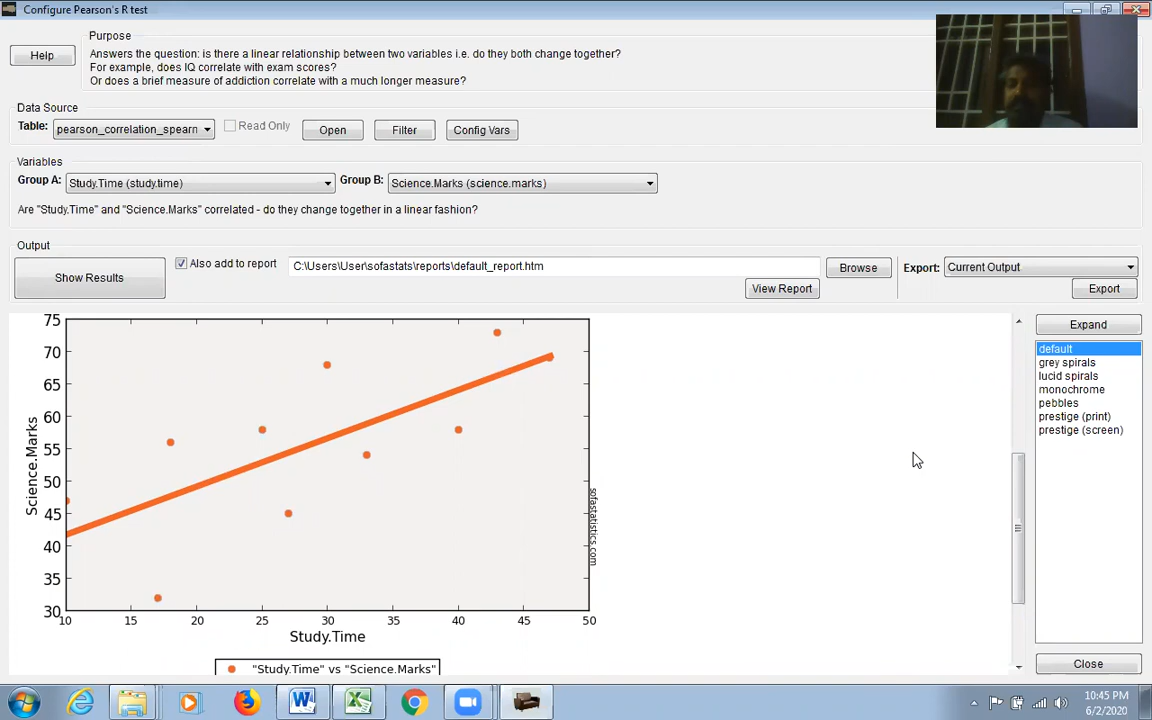 Configure Pearson's R test
Purpose
Help
Answers the question: is there a linear relationship between two variables i.e. do they both change together?
For example, does IQ correlate with exam scores?
Or does a brief measure of addiction correlate with a much longer measure?
Data Source
Table: pearson_correlation_spearn Read Only Open Filter Config Vars
Variables
Group A: Study.Time (study.time) Group B: Science.Marks (science.marks)
Are "Study.Time" and "Science.Marks" correlated - do they change together in a linear fashion?
Output
Show Results Also add to report C:\Users\User\sofastats\reports\default_report.htm Browse Export: Current Output
View Report Export
Expand
default
grey spirals
lucid spirals
monochrome
pebbles
prestige (print)
prestige (screen)
75
70
65
60
55
50
45
40
35
30
Science.Marks
sofastatistics.com
10 15 20 25 30 35 40 45 50
Study.Time
"Study.Time" vs "Science.Marks"
Close
10:45 PM
6/2/2020